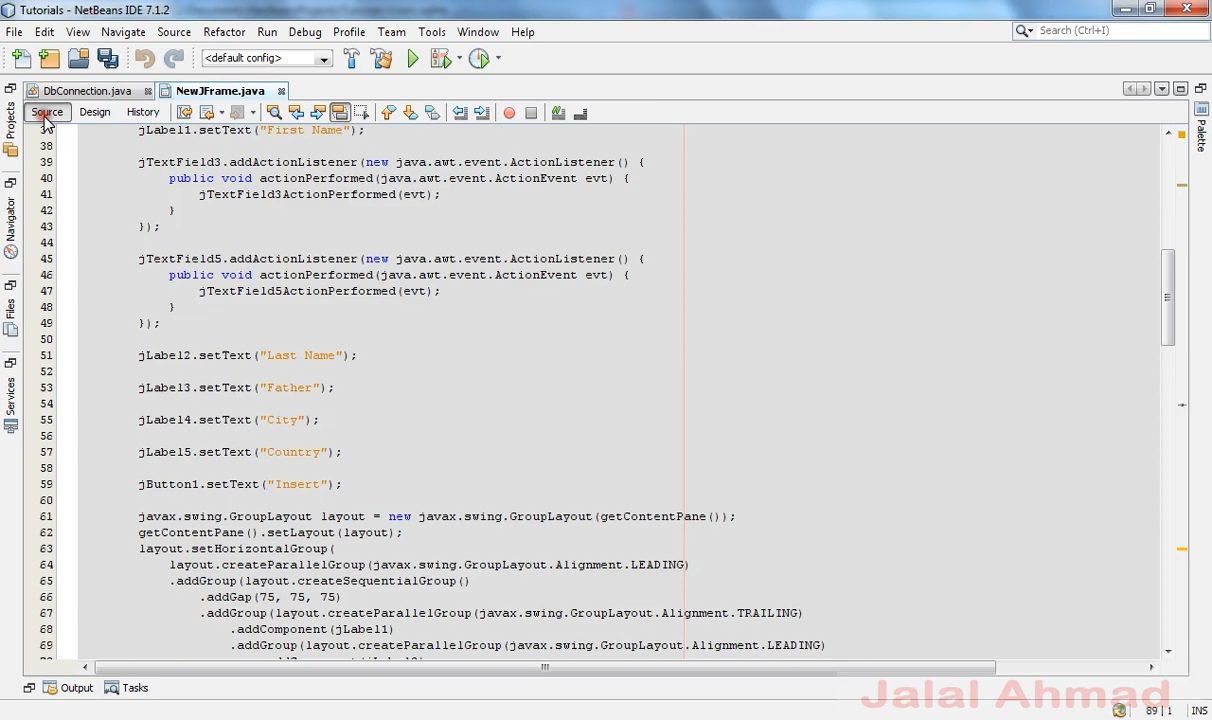 Tutorials - NetBeans IDE 7.1.2
File Edit View Navigate Source Refactor Run Debug Profile Team Tools Window Help
Search (Ctrl+I)
<default config>
DbConnection.java NewJFrame.java
Source Design History
Projects
Navigator
Files
Services
Palette
37 jLabel1.setText("First Name");
38
39 jTextField3.addActionListener(new java.awt.event.ActionListener() {
40 public void actionPerformed(java.awt.event.ActionEvent evt) {
41 jTextField3ActionPerformed(evt);
42 }
43 });
44
45 jTextField5.addActionListener(new java.awt.event.ActionListener() {
46 public void actionPerformed(java.awt.event.ActionEvent evt) {
47 jTextField5ActionPerformed(evt);
48 }
49 });
50
51 jLabel2.setText("Last Name");
52
53 jLabel3.setText("Father");
54
55 jLabel4.setText("City");
56
57 jLabel5.setText("Country");
58
59 jButton1.setText("Insert");
60
61 javax.swing.GroupLayout layout = new javax.swing.GroupLayout(getContentPane());
62 getContentPane().setLayout(layout);
63 layout.setHorizontalGroup(
64 layout.createParallelGroup(javax.swing.GroupLayout.Alignment.LEADING)
65 .addGroup(layout.createSequentialGroup()
66 .addGap(75, 75, 75)
67 .addGroup(layout.createParallelGroup(javax.swing.GroupLayout.Alignment.TRAILING)
68 .addComponent(jLabel1)
69 .addGroup(layout.createParallelGroup(javax.swing.GroupLayout.Alignment.LEADING)
Output Tasks
Jalal Ahmad
89 | 1 INS